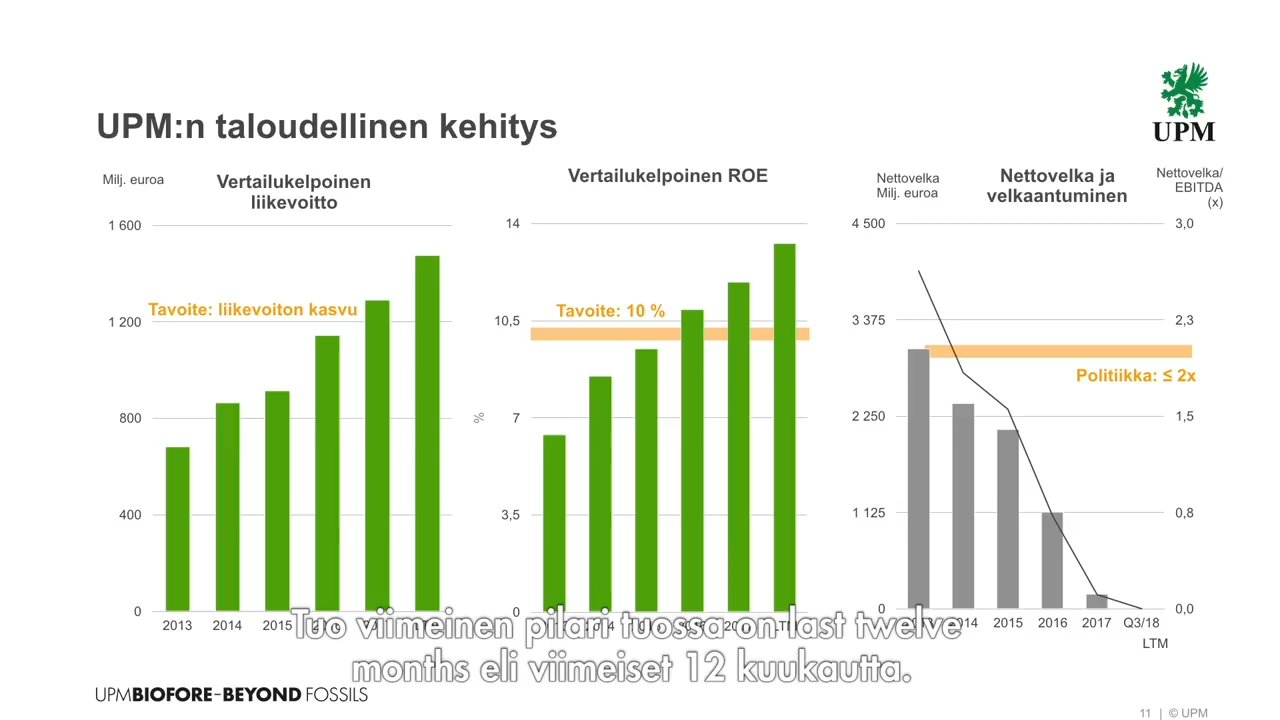 UPM:n taloudellinen kehitys
UPM
Milj. euroa
Vertailukelpoinen
liikevoitto
1 600
1 200
800
400
0
Tavoite: liikevoiton kasvu
2013
2014
2015
Vertailukelpoinen ROE
14
10,5
7
3,5
0
%
Tavoite: 10 %
Nettovelka
Milj. euroa
Nettovelka ja
velkaantuminen
Nettovelka/
EBITDA
(x)
4 500
3 375
2 250
1 125
0
3,0
2,3
1,5
0,8
0,0
Politiikka: ≤ 2x
2014
2015
2016
2017
Q3/18
LTM
Tuo viimeinen pilari tuossa on last twelve
months eli viimeiset 12 kuukautta.
UPM BIOFORE–BEYOND FOSSILS
11 | © UPM